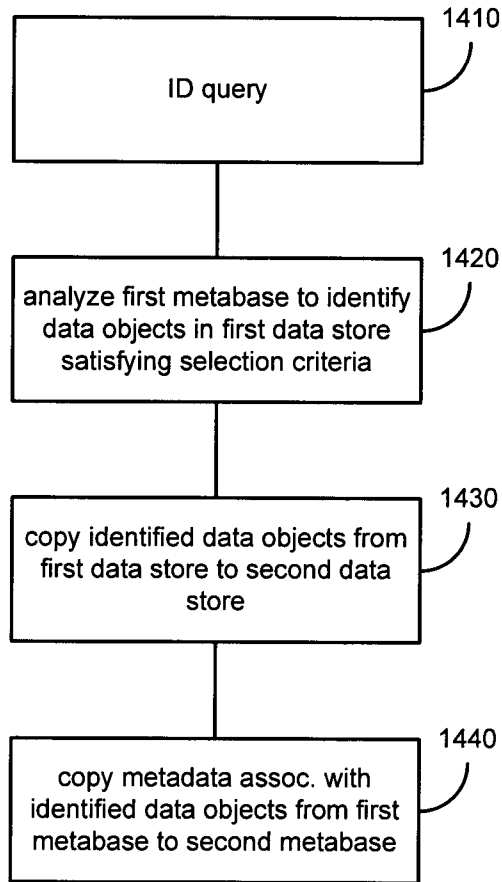 1410
ID query
1420
analyze first metabase to identify
data objects in first data store
satisfying selection criteria
1430
copy identified data objects from
first data store to second data
store
1440
copy metadata assoc. with
identified data objects from first
metabase to second metabase